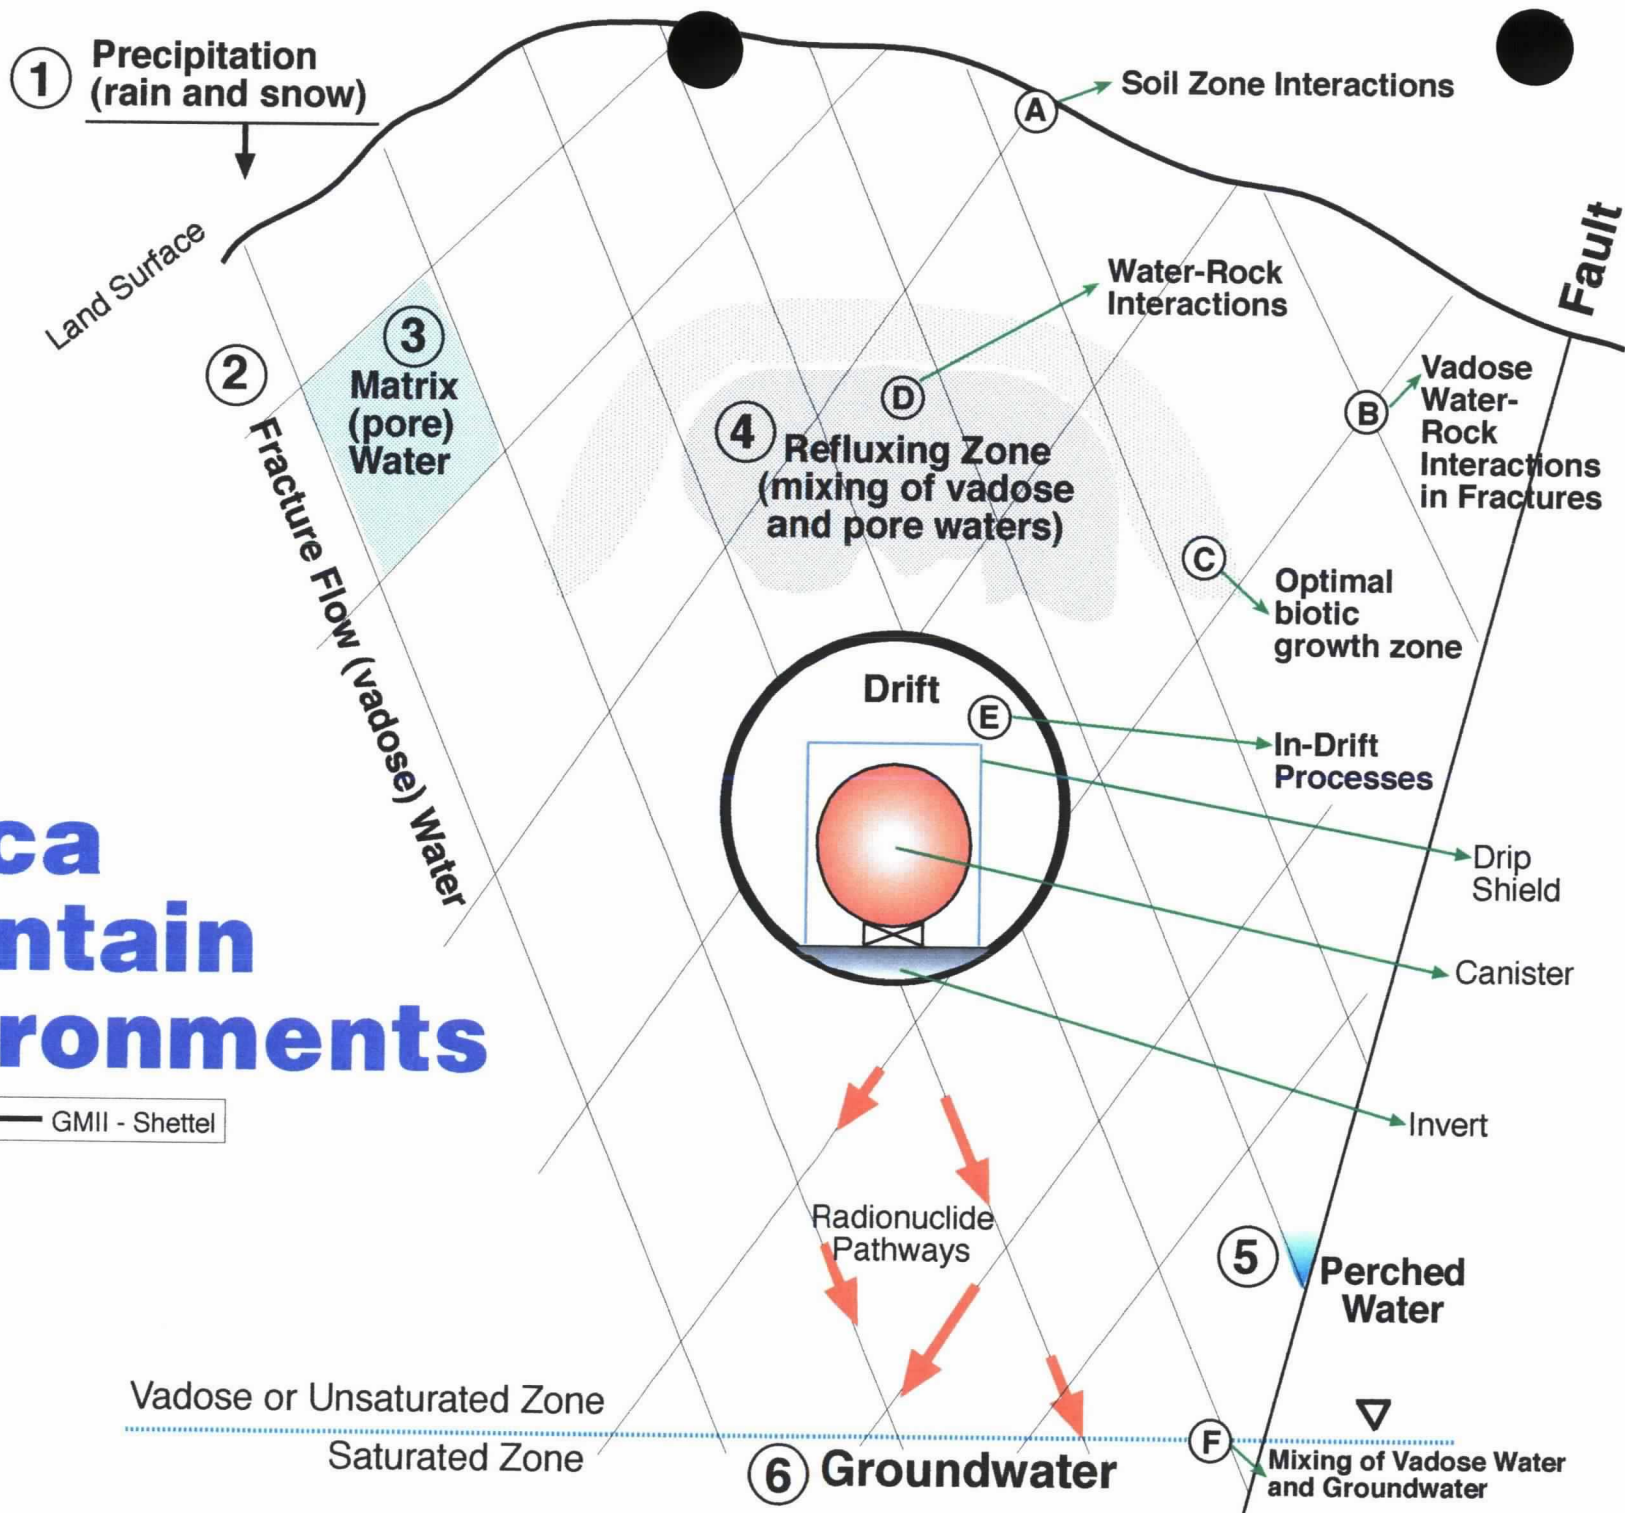 1
Precipitation
(rain and snow)
A
Soil Zone Interactions
Land Surface
Fault
Water-Rock
Interactions
2
Fracture Flow (vadose) Water
3
Matrix
(pore)
Water
D
4
Refluxing Zone
(mixing of vadose
and pore waters)
B
Vadose
Water-
Rock
Interactions
in Fractures
C
Optimal
biotic
growth zone
Drift
E
In-Drift
Processes
Drip
Shield
Canister
Invert
ca
ntain
ronments
GMII - Shettel
Radionuclide
Pathways
5
Perched
Water
Vadose or Unsaturated Zone
Saturated Zone
6
Groundwater
F
Mixing of Vadose Water
and Groundwater